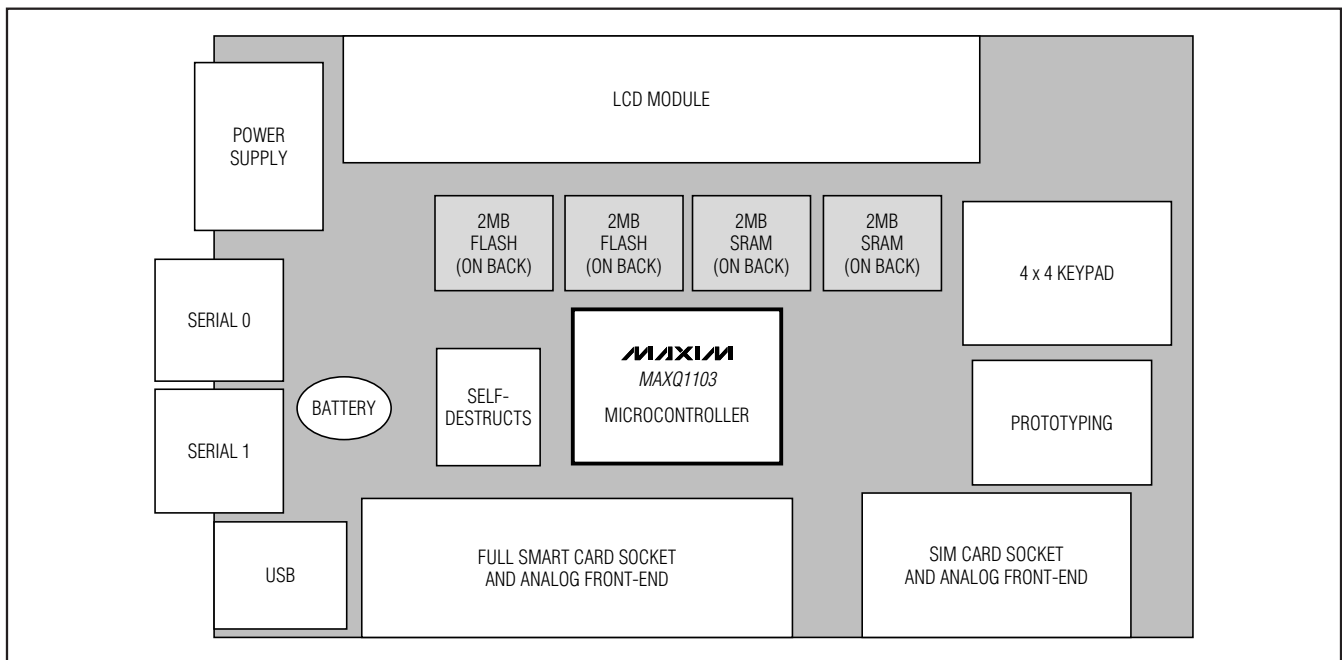 LCD MODULE
POWER
SUPPLY
2MB
FLASH
(ON BACK)
2MB
FLASH
(ON BACK)
2MB
SRAM
(ON BACK)
2MB
SRAM
(ON BACK)
4 x 4 KEYPAD
SERIAL 0
MAXIM
MAXQ1103
MICROCONTROLLER
SELF-
DESTRUCTS
BATTERY
PROTOTYPING
SERIAL 1
USB
FULL SMART CARD SOCKET
AND ANALOG FRONT-END
SIM CARD SOCKET
AND ANALOG FRONT-END